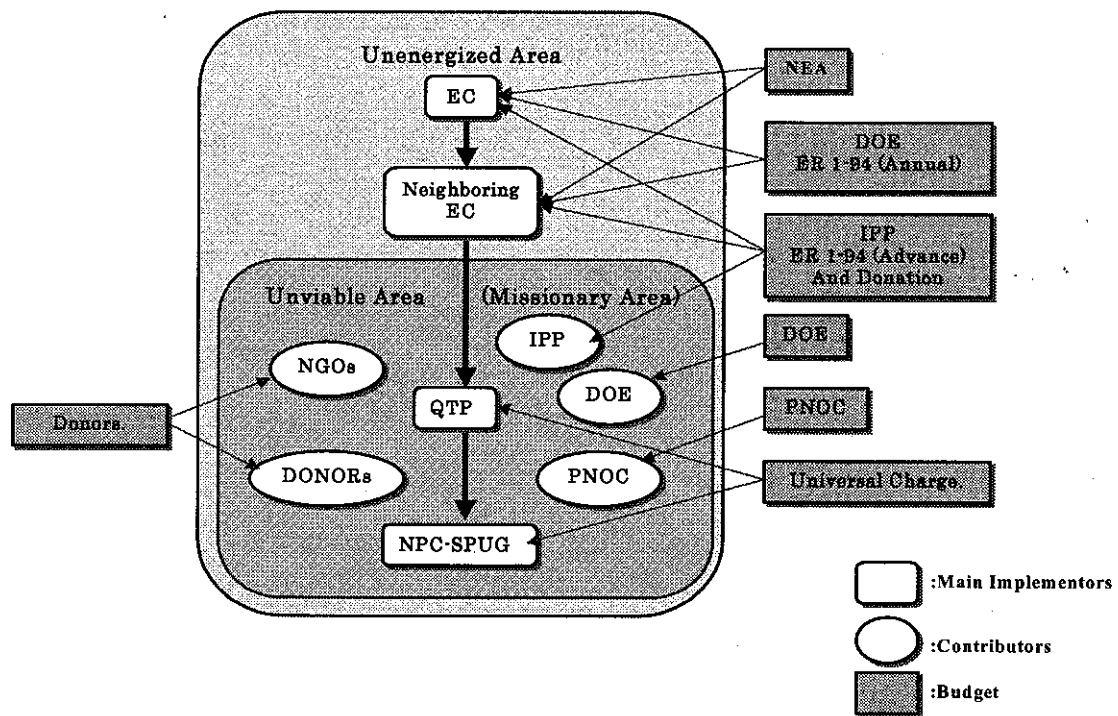 Unenergized Area
EC
NEA
DOE
ER 1-94 (Annual)
Neighboring
EC
IPP
ER 1-94 (Advance)
And Donation
Unviable Area
(Missionary Area)
IPP
DOE
NGOs
DOE
QTP
PNOC
Donors.
DONORs
PNOC
Universal Charge.
NPC-SPUG
:Main Implementors
:Contributors
:Budget